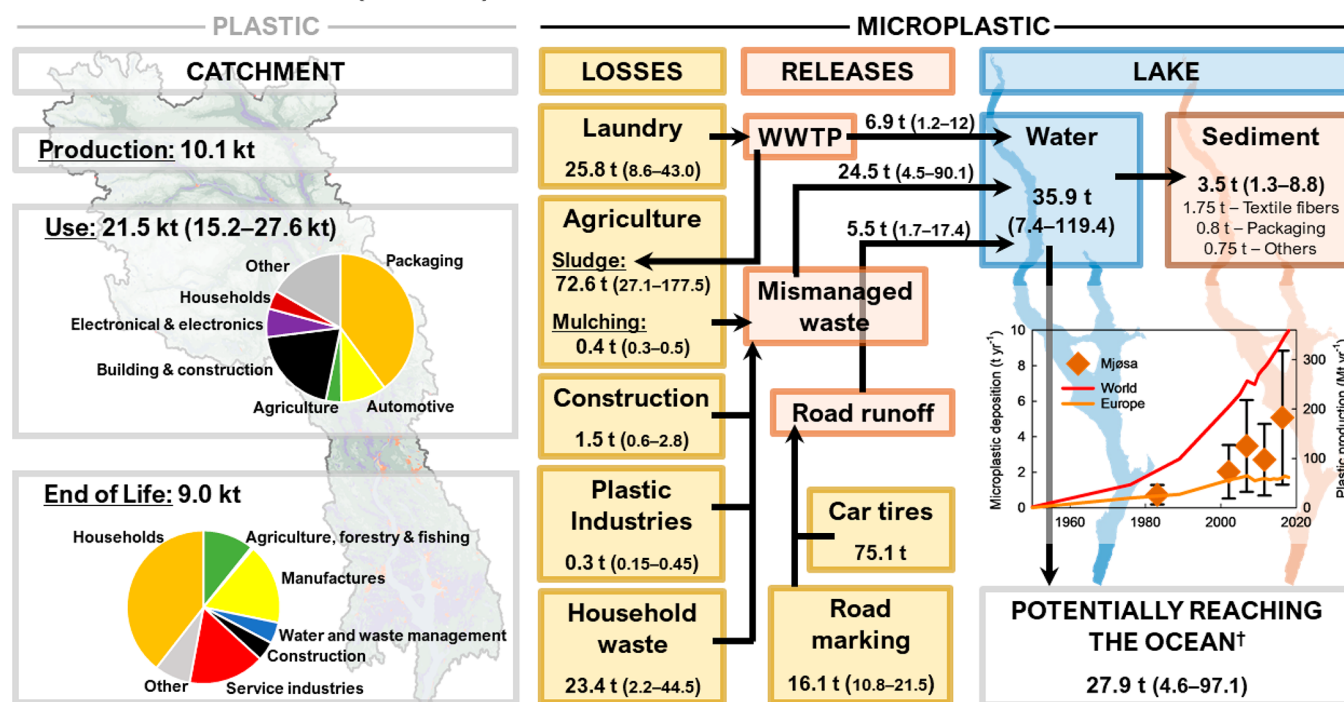 PLASTIC
CATCHMENT
Production: 10.1 kt
Use: 21.5 kt (15.2–27.6 kt)
Other
Packaging
Households
Electronical & electronics
Building & construction
Agriculture
Automotive
End of Life: 9.0 kt
Households
Agriculture, forestry & fishing
Manufactures
Water and waste management
Construction
Other
Service industries
MICROPLASTIC
LOSSES
RELEASES
LAKE
Laundry
25.8 t (8.6–43.0)
Agriculture
Sludge:
72.6 t (27.1–177.5)
Mulching:
0.4 t (0.3–0.5)
Construction
1.5 t (0.6–2.8)
Plastic
Industries
0.3 t (0.15–0.45)
Household
waste
23.4 t (2.2–44.5)
WWTP
6.9 t (1.2–12)
24.5 t (4.5–90.1)
5.5 t (1.7–17.4)
Mismanaged
waste
Road runoff
Car tires
75.1 t
Road
marking
16.1 t (10.8–21.5)
Water
35.9 t
(7.4–119.4)
Sediment
3.5 t (1.3–8.8)
1.75 t – Textile fibers
0.8 t – Packaging
0.75 t – Others
Microplastic deposition (t yr⁻¹)
10
8
6
4
2
0
Mjøsa
World
Europe
1960
1980
2000
2020
300
200
100
0
Plastic production (Mt yr⁻¹)
POTENTIALLY REACHING
THE OCEAN†
27.9 t (4.6–97.1)